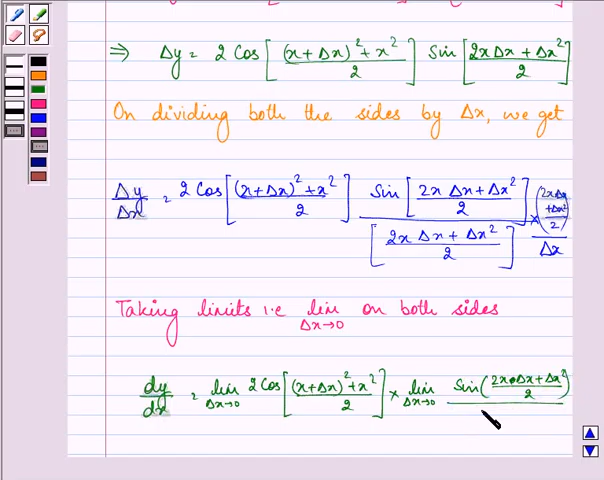 ⇒ Δy = 2 Cos[((x + Δx)² + x²)/2] Sin[(2xΔx + Δx²)/2]
On dividing both the sides by Δx, we get
Δy/Δx = 2 Cos[((x + Δx)² + x²)/2] Sin[(2x Δx + Δx²)/2]/[(2x Δx + Δx²)/2] × ((2xΔx + Δx²)/2)/Δx
Taking limits i.e lim Δx→0 on both sides
dy/dx = lim Δx→0 2 Cos[((x + Δx)² + x²)/2] × lim Δx→0 Sin((2x·Δx + Δx²)/2)